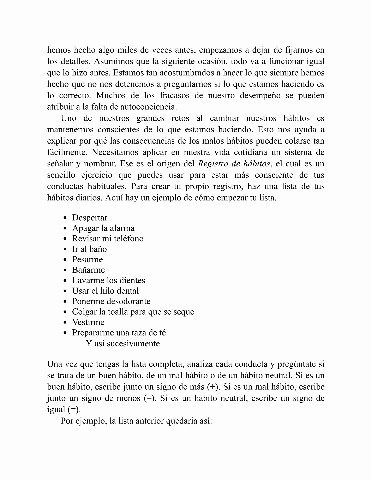 hemos hecho algo miles de veces antes, empezamos a dejar de fijarnos en
los detalles. Asumimos que la siguiente ocasión, todo va a funcionar igual
que lo hizo antes. Estamos tan acostumbrados a hacer lo que siempre hemos
hecho que no nos detenemos a preguntarnos si lo que estamos haciendo es
lo correcto. Muchos de los fracasos de nuestro desempeño se pueden
atribuir a la falta de autoconciencia.
Uno de nuestros grandes retos al cambiar nuestros hábitos es
mantenernos conscientes de lo que estamos haciendo. Esto nos ayuda a
explicar por qué las consecuencias de los malos hábitos pueden colarse tan
fácilmente. Necesitamos aplicar en nuestra vida cotidiana un sistema de
señalar y nombrar. Ese es el origen del Registro de hábitos, el cual es un
sencillo ejercicio que puedes usar para estar más consciente de tus
conductas habituales. Para crear tu propio registro, haz una lista de tus
hábitos diarios. Aquí hay un ejemplo de cómo empezar tu lista.
• Despertar
• Apagar la alarma
• Revisar mi teléfono
• Ir al baño
• Pesarme
• Bañarme
• Lavarme los dientes
• Usar el hilo dental
• Ponerme desodorante
• Colgar la toalla para que se seque
• Vestirme
• Prepararme una taza de té
Y así sucesivamente
Una vez que tengas la lista completa, analiza cada conducta y pregúntate si
se trata de un buen hábito, de un mal hábito o de un hábito neutral. Si es un
buen hábito, escribe junto un signo de más (+). Si es un mal hábito, escribe
junto un signo de menos (–). Si es un hábito neutral, escribe un signo de
igual (=).
Por ejemplo, la lista anterior quedaría así: